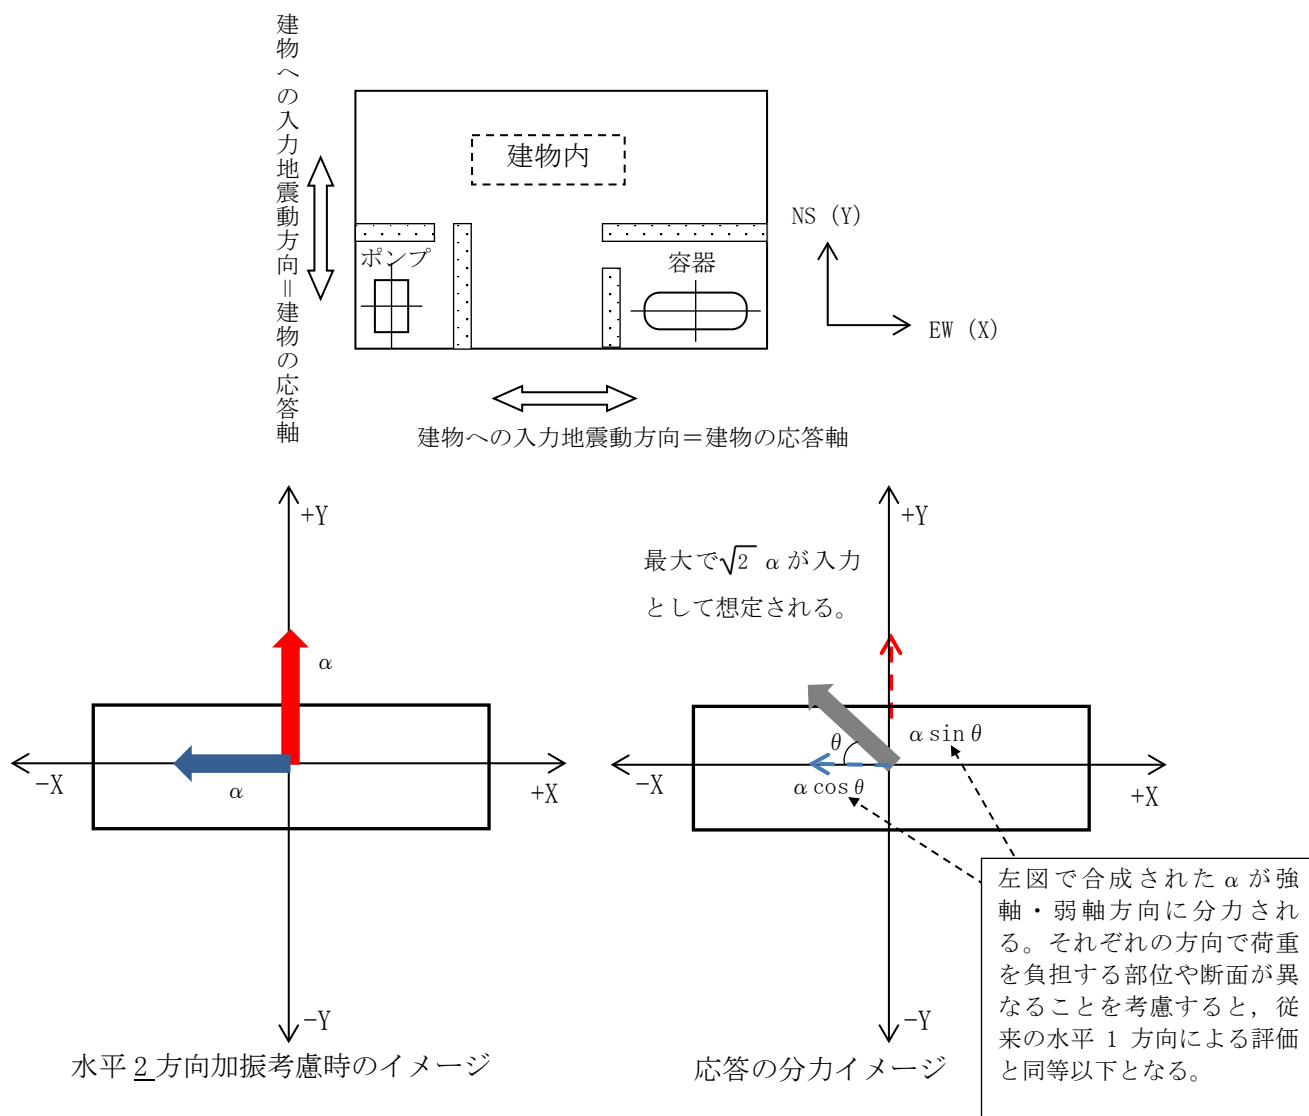 建物への入力地震動方向＝建物の応答軸
建物内
ポンプ
容器
NS (Y)
EW (X)
建物への入力地震動方向＝建物の応答軸
+Y
α
−X
α
+X
−Y
水平 2 方向加振考慮時のイメージ
+Y
最大で√2 αが入力
として想定される。
θ
α sin θ
−X
α cos θ
+X
−Y
応答の分力イメージ
左図で合成されたαが強
軸・弱軸方向に分力され
る。それぞれの方向で荷重
を負担する部位や断面が異
なることを考慮すると，従
来の水平 1 方向による評価
と同等以下となる。